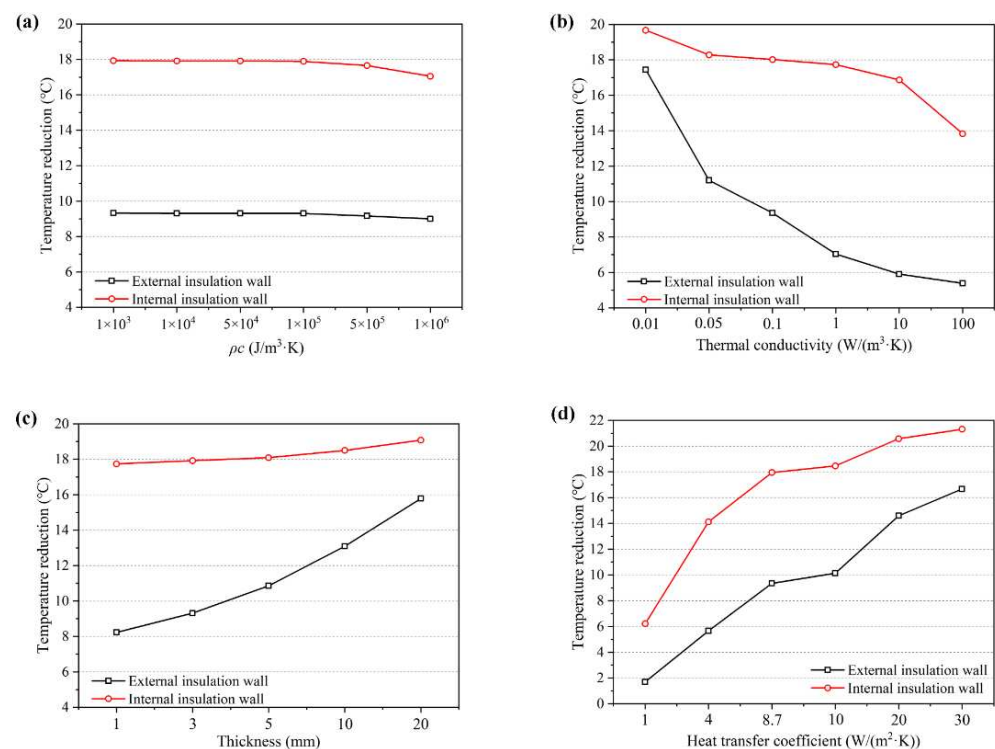 (a)
20
18
16
14
12
10
8
6
4
Temperature reduction (°C)
External insulation wall
Internal insulation wall
1×10³ 1×10⁴ 5×10⁴ 1×10⁵ 5×10⁵ 1×10⁶
ρc (J/m³·K)
(b)
20
18
16
14
12
10
8
6
4
Temperature reduction (°C)
External insulation wall
Internal insulation wall
0.01 0.05 0.1 1 10 100
Thermal conductivity (W/(m³·K))
(c)
20
18
16
14
12
10
8
6
4
Temperature reduction (°C)
External insulation wall
Internal insulation wall
1 3 5 10 20
Thickness (mm)
(d)
22
20
18
16
14
12
10
8
6
4
2
0
Temperature reduction (°C)
External insulation wall
Internal insulation wall
1 4 8.7 10 20 30
Heat transfer coefficient (W/(m²·K))